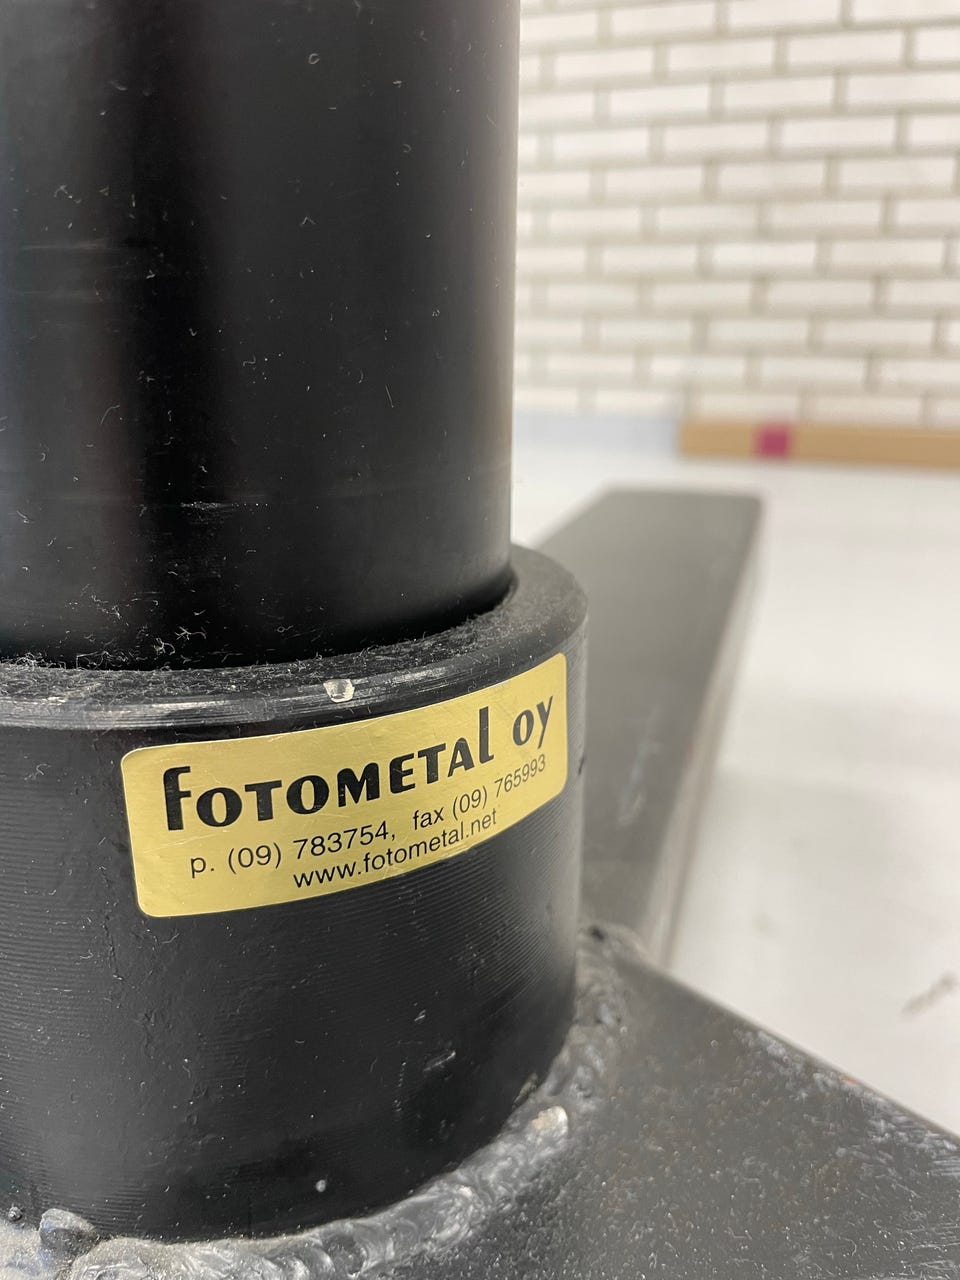 fotometal oy
p. (09) 783754, fax (09) 765993
www.fotometal.net